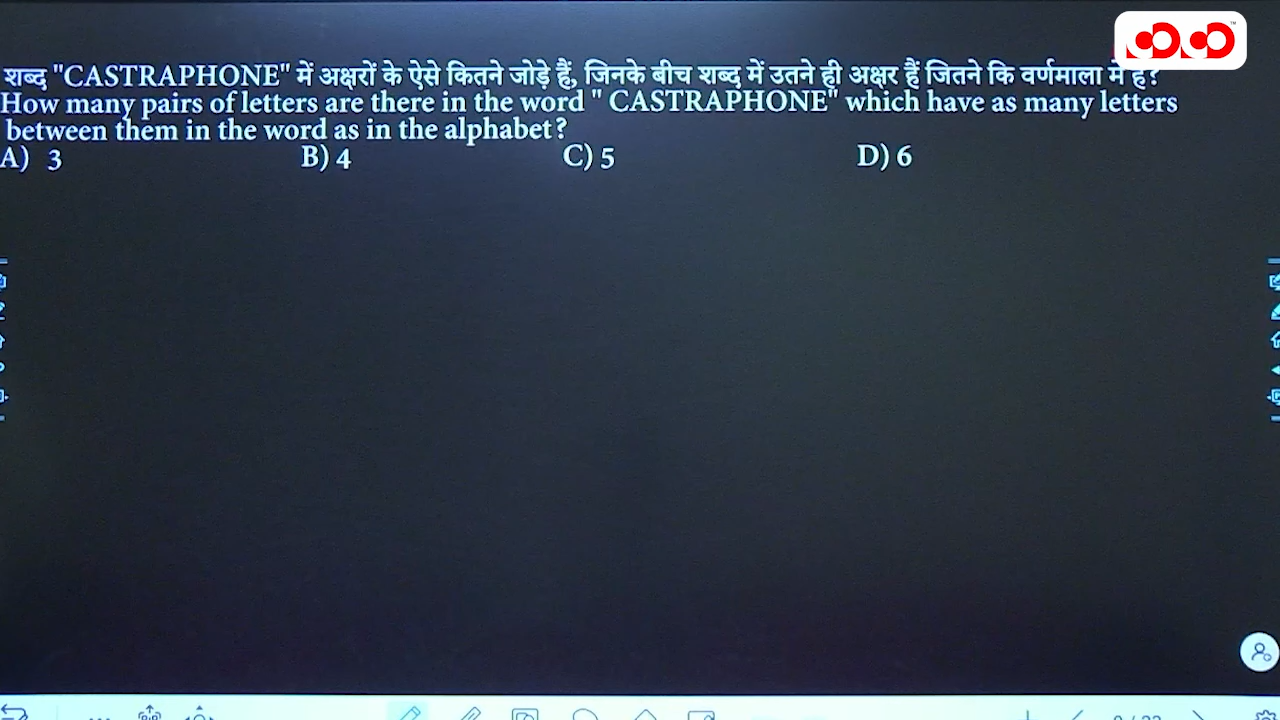 शब्द "CASTRAPHONE" में अक्षरों के ऐसे कितने जोड़े हैं, जिनके बीच शब्द में उतने ही अक्षर हैं जितने कि वर्णमाला में है?
How many pairs of letters are there in the word " CASTRAPHONE" which have as many letters
between them in the word as in the alphabet?
A) 3 B) 4 C) 5 D) 6